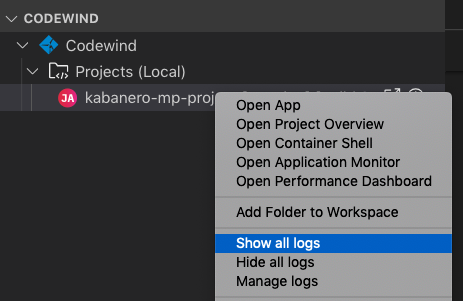 CODEWIND
Codewind
Projects (Local)
JA kabanero-mp-proje
Open App
Open Project Overview
Open Container Shell
Open Application Monitor
Open Performance Dashboard
Add Folder to Workspace
Show all logs
Hide all logs
Manage logs